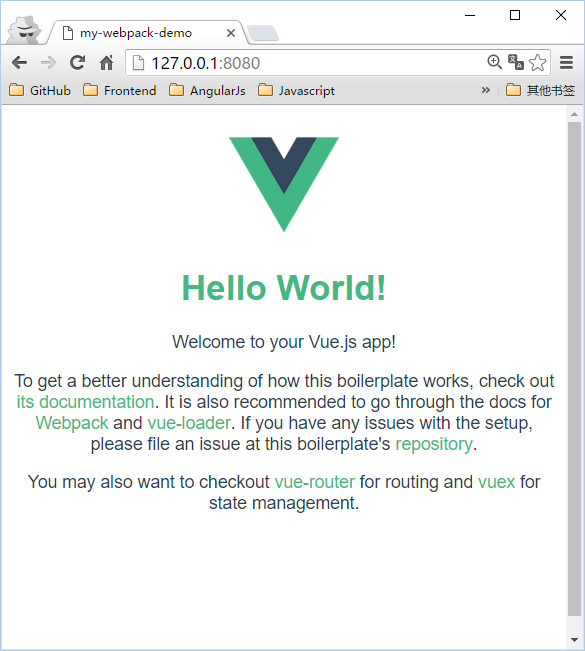 my-webpack-demo
127.0.0.1:8080
GitHub Frontend AngularJs Javascript » 其他书签
Hello World!
Welcome to your Vue.js app!
To get a better understanding of how this boilerplate works, check out
its documentation. It is also recommended to go through the docs for
Webpack and vue-loader. If you have any issues with the setup,
please file an issue at this boilerplate's repository.
You may also want to checkout vue-router for routing and vuex for
state management.